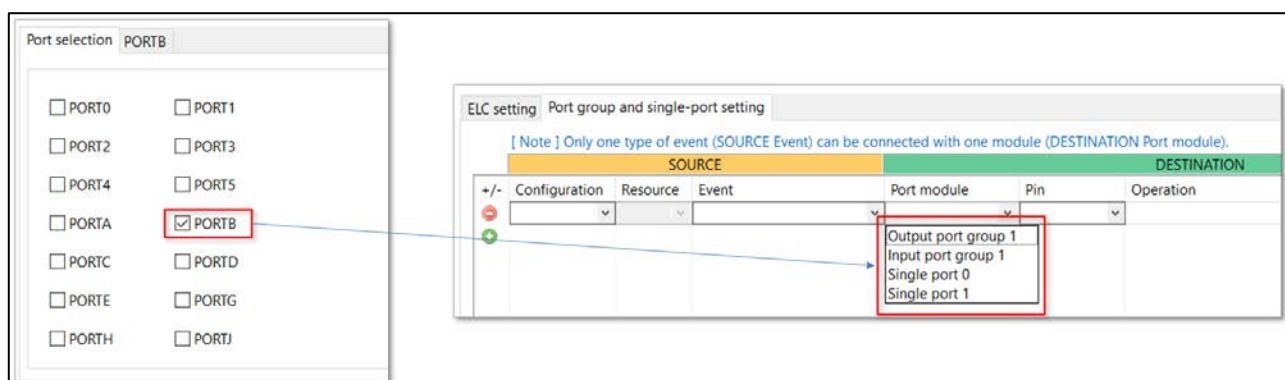 Port selection PORTB
PORT0 PORT1
PORT2 PORT3
PORT4 PORT5
PORTA PORTB
PORTC PORTD
PORTE PORTG
PORTH PORTJ
ELC setting Port group and single-port setting
[ Note ] Only one type of event (SOURCE Event) can be connected with one module (DESTINATION Port module).
SOURCE DESTINATION
+/- Configuration Resource Event Port module Pin Operation
Output port group 1
Input port group 1
Single port 0
Single port 1